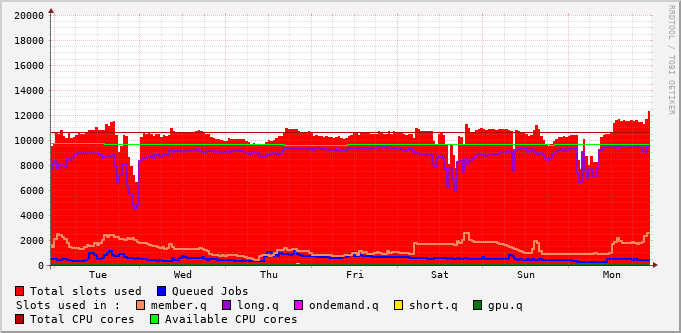 20000
18000
16000
14000
12000
10000
8000
6000
4000
2000
0
Tue Wed Thu Fri Sat Sun Mon
RRDTOOL / TOBI OETIKER
Total slots used Queued Jobs
Slots used in : member.q long.q ondemand.q short.q gpu.q
Total CPU cores Available CPU cores